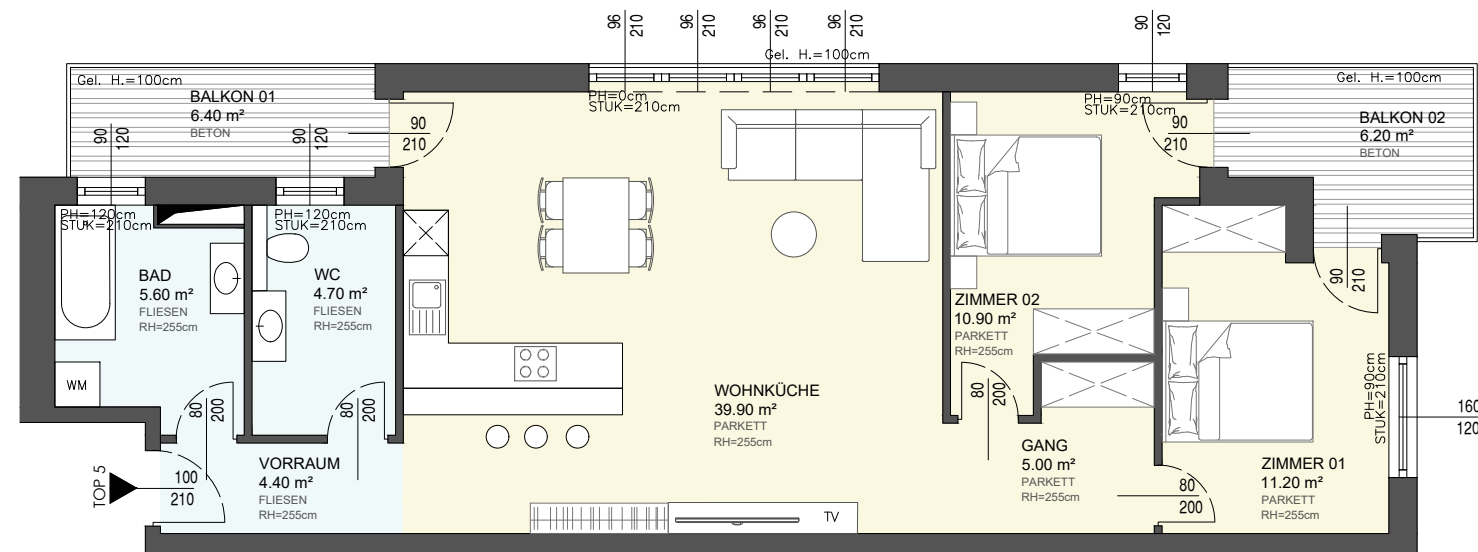 96
210
96
210
96
210
96
210
90
120
Gel. H.=100cm
Gel. H.=100cm
Gel. H.=100cm
BALKON 01
6.40 m²
BETON
PH=0cm
STUK=210cm
PH=90cm
STUK=210cm
BALKON 02
6.20 m²
BETON
90
120
90
120
90
210
90
210
PH=120cm
STUK=210cm
PH=120cm
STUK=210cm
BAD
5.60 m²
FLIESEN
RH=255cm
WC
4.70 m²
FLIESEN
RH=255cm
90
210
ZIMMER 02
10.90 m²
PARKETT
RH=255cm
WM
80
200
80
200
WOHNKÜCHE
39.90 m²
PARKETT
RH=255cm
80
200
PH=90cm
STUK=210cm
160
120
TOP 5
100
210
VORRAUM
4.40 m²
FLIESEN
RH=255cm
GANG
5.00 m²
PARKETT
RH=255cm
80
200
ZIMMER 01
11.20 m²
PARKETT
RH=255cm
TV